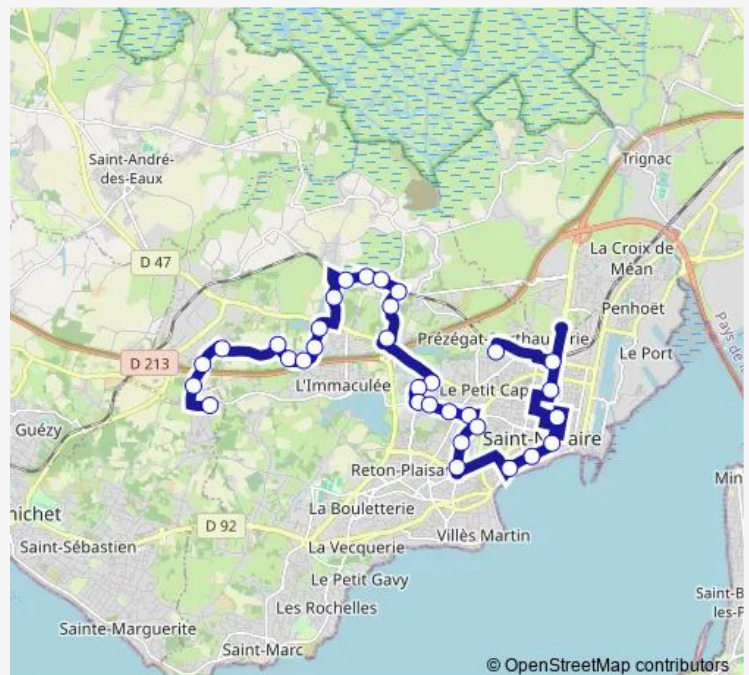 Saint-André-
des-Eaux
Trignac
D 47
La Croix de
Méan
Penhoët
D 213
Le Port
L'Immaculée
Le Petit Cap
Guézy
Reton-Plaisa
La Bouletterie
D 92
Villès Martin
Saint-Sébastien
La Vecquerie
Le Petit Gavy
Les Rochelles
Sainte-Marguerite
Saint-Marc
© OpenStreetMap contributors